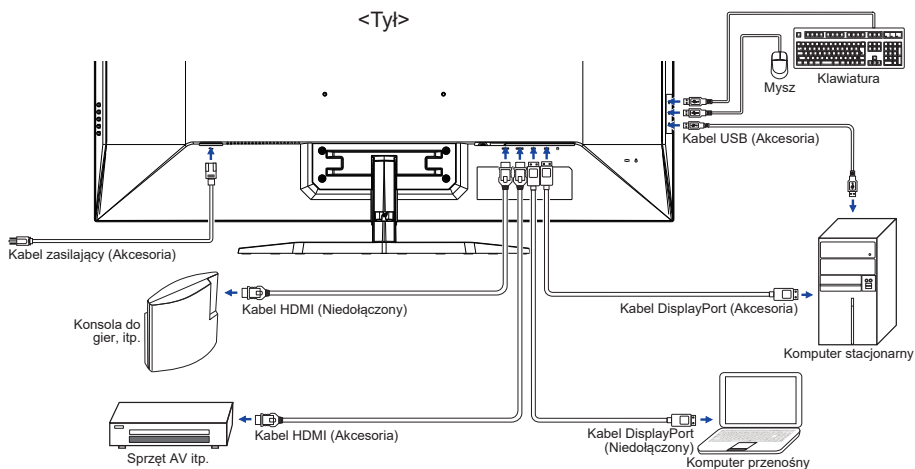 <Tył>
Klawiatura
Mysz
Kabel USB (Akcesoria)
Kabel zasilający (Akcesoria)
Kabel HDMI (Niedołączony)
Kabel DisplayPort (Akcesoria)
Konsola do
gier, itp.
Komputer stacjonarny
Kabel HDMI (Akcesoria)
Kabel DisplayPort
(Niedołączony)
Sprzęt AV itp.
Komputer przenośny